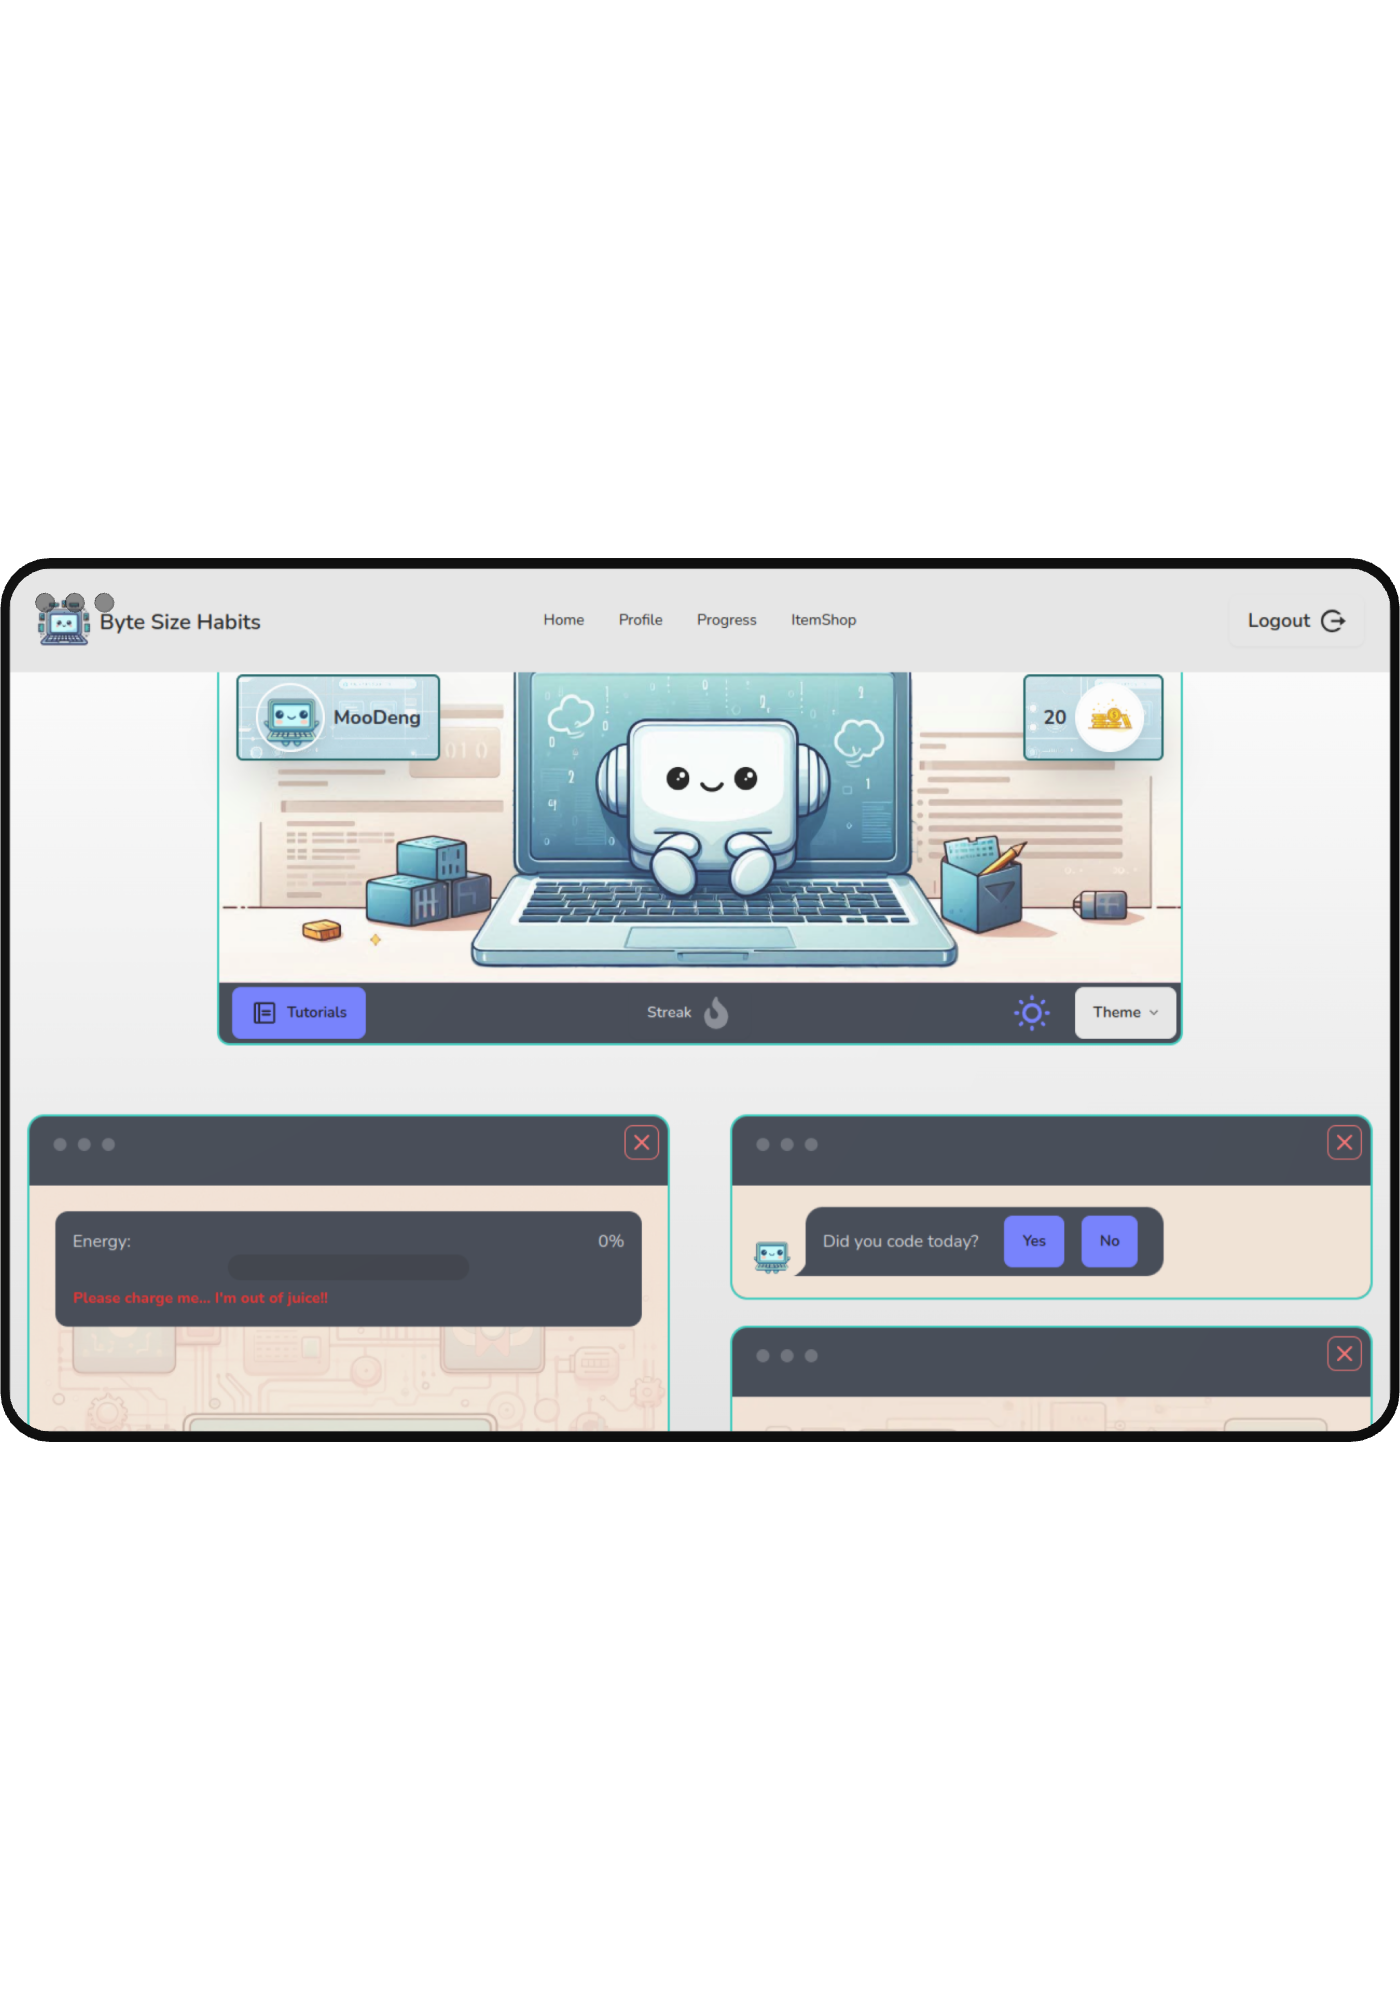 Byte Size Habits
Home Profile Progress ItemShop
Logout
MooDeng
20
Tutorials
Streak
Theme
Energy: 0%
Please charge me... I'm out of juice!!
Did you code today?
Yes
No